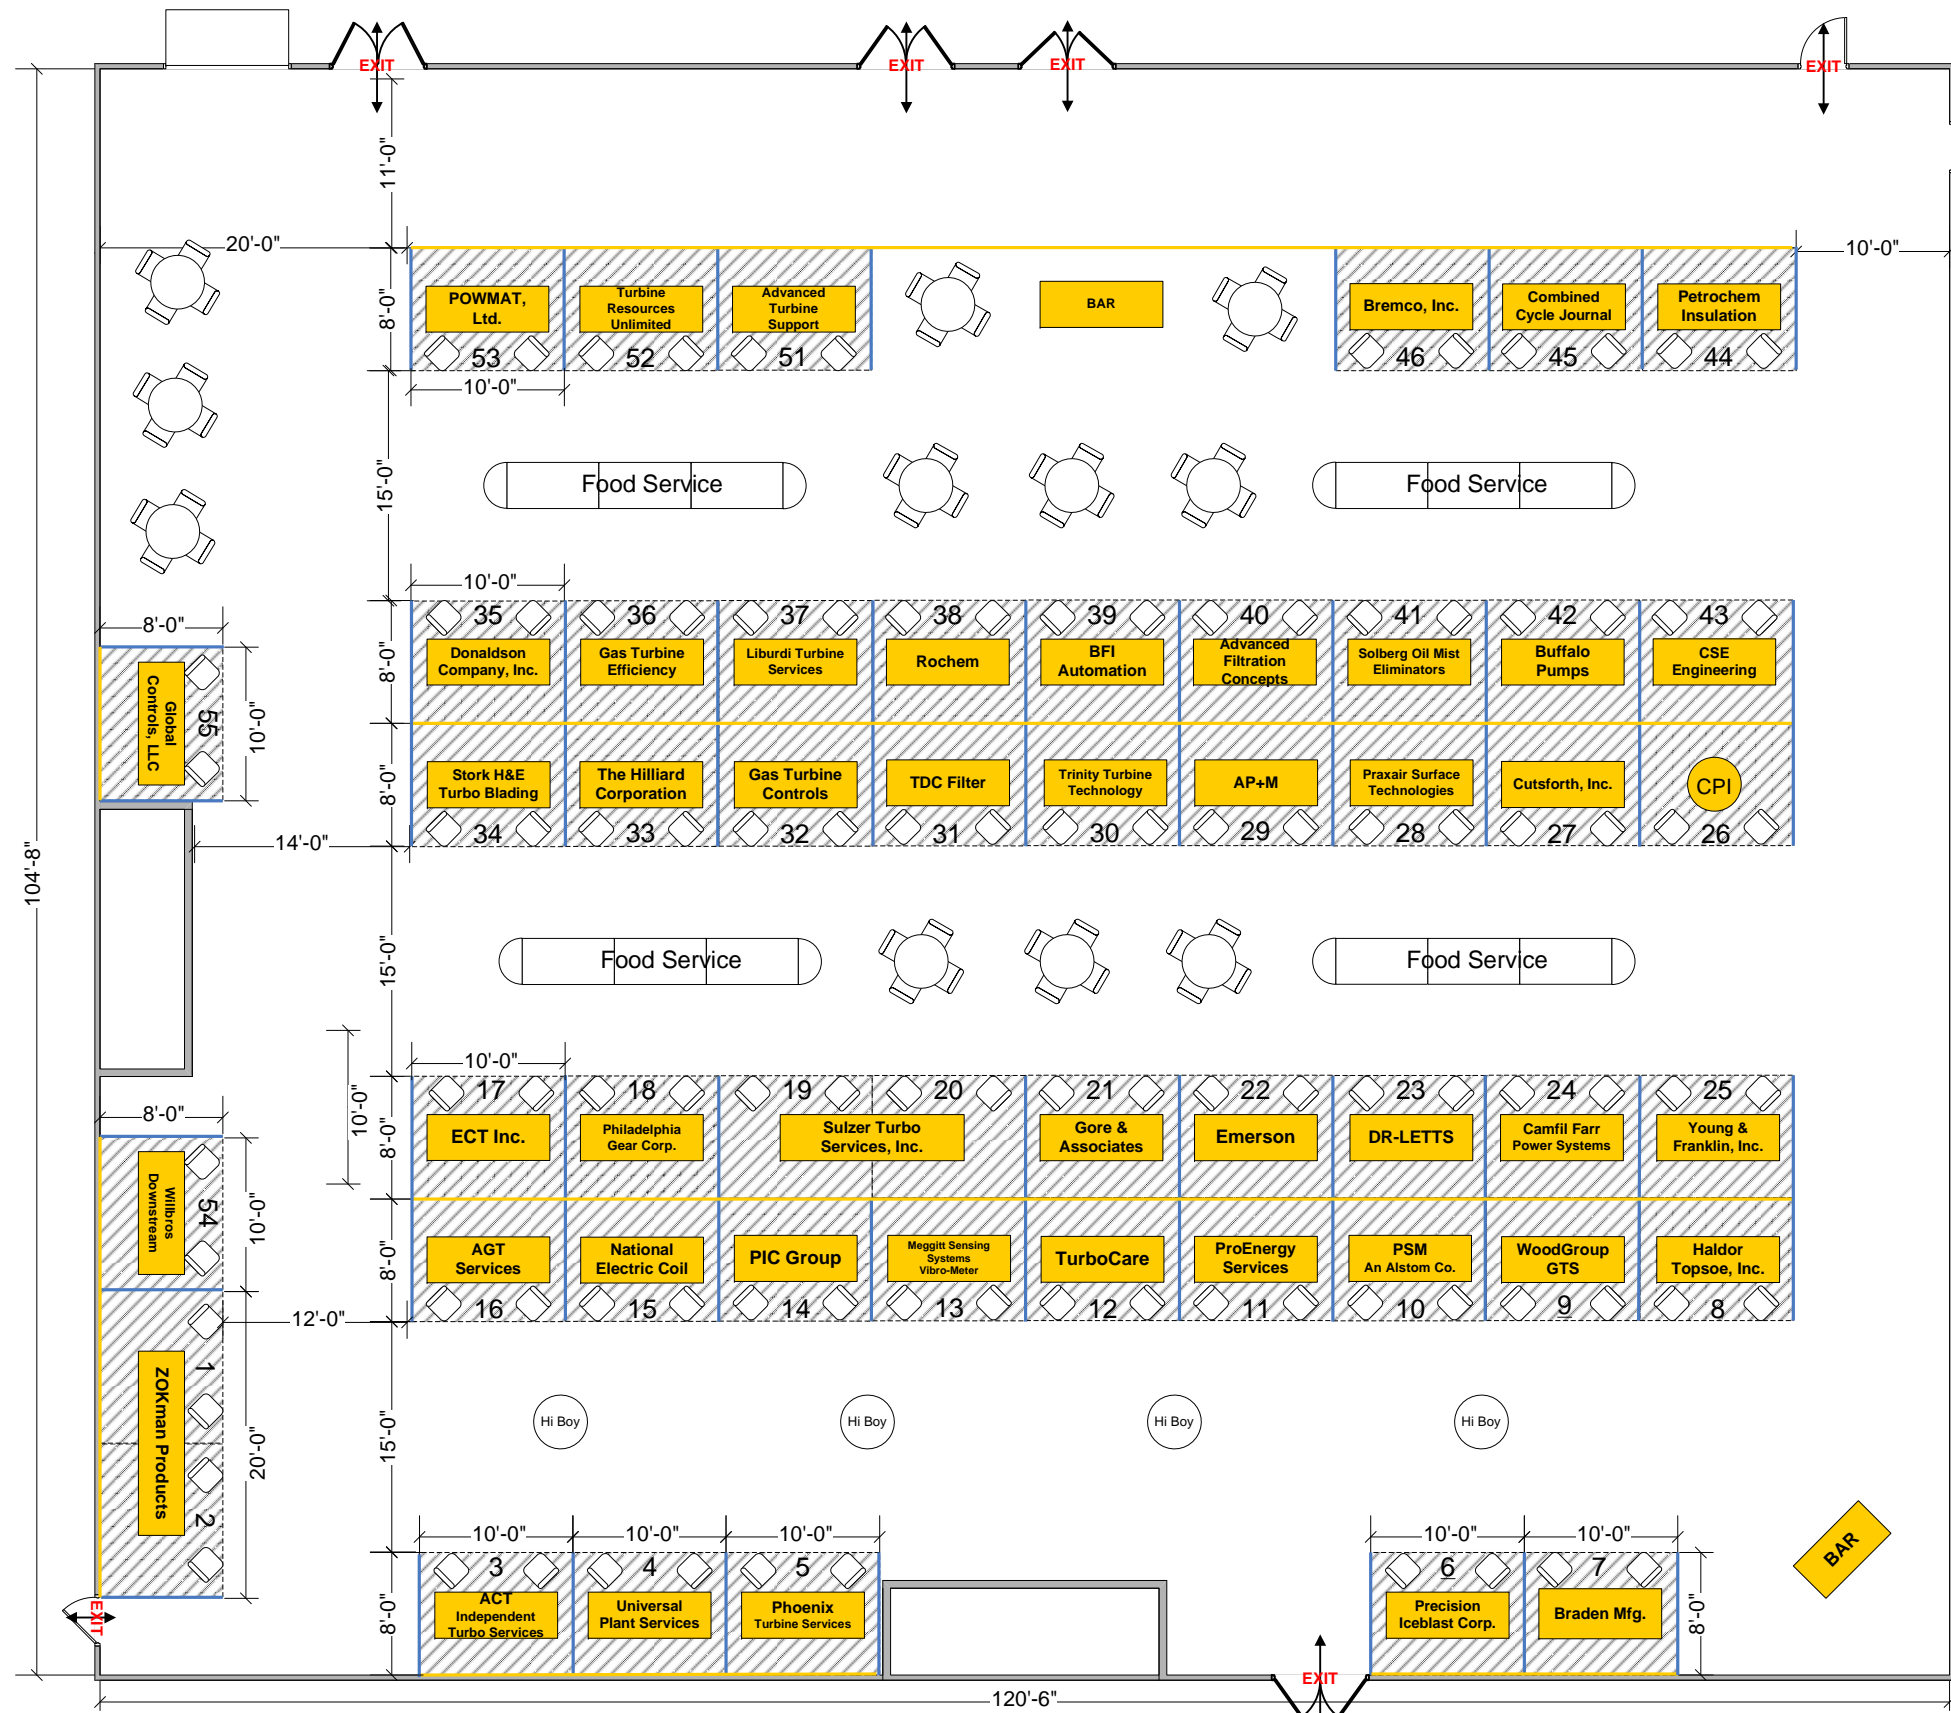 EXIT
EXIT
EXIT
EXIT
11'-0"
20'-0"
10'-0"
8'-0"
POWMAT,
Ltd.
53
Turbine
Resources
Unlimited
52
Advanced
Turbine
Support
51
BAR
Bremco, Inc.
46
Combined
Cycle Journal
45
Petrochem
Insulation
44
10'-0"
15'-0"
Food Service
Food Service
10'-0"
8'-0"
8'-0"
35
Donaldson
Company, Inc.
36
Gas Turbine
Efficiency
37
Liburdi Turbine
Services
38
Rochem
39
BFI
Automation
40
Advanced
Filtration
Concepts
41
Solberg Oil Mist
Eliminators
42
Buffalo
Pumps
43
CSE
Engineering
Global
Controls, LLC
55
10'-0"
8'-0"
Stork H&E
Turbo Blading
34
The Hilliard
Corporation
33
Gas Turbine
Controls
32
TDC Filter
31
Trinity Turbine
Technology
30
AP+M
29
Praxair Surface
Technologies
28
Cutsforth, Inc.
27
CPI
26
14'-0"
104'-8"
15'-0"
Food Service
Food Service
10'-0"
10'-0"
8'-0"
8'-0"
17
ECT Inc.
18
Philadelphia
Gear Corp.
19
20
Sulzer Turbo
Services, Inc.
21
Gore &
Associates
22
Emerson
23
DR-LETTS
24
Camfil Farr
Power Systems
25
Young &
Franklin, Inc.
Wilbros
Downstream
54
10'-0"
8'-0"
AGT
Services
16
National
Electric Coil
15
PIC Group
14
Meggitt Sensing
Systems
Vibro-Meter
13
TurboCare
12
ProEnergy
Services
11
PSM
An Alstom Co.
10
WoodGroup
GTS
9
Haldor
Topsoe, Inc.
8
12'-0"
ZOKman Products
1
2
20'-0"
15'-0"
Hi Boy
Hi Boy
Hi Boy
Hi Boy
10'-0"
10'-0"
10'-0"
10'-0"
10'-0"
BAR
8'-0"
3
ACT
Independent
Turbo Services
4
Universal
Plant Services
5
Phoenix
Turbine Services
6
Precision
Iceblast Corp.
7
Braden Mfg.
8'-0"
EXIT
EXIT
120'-6"